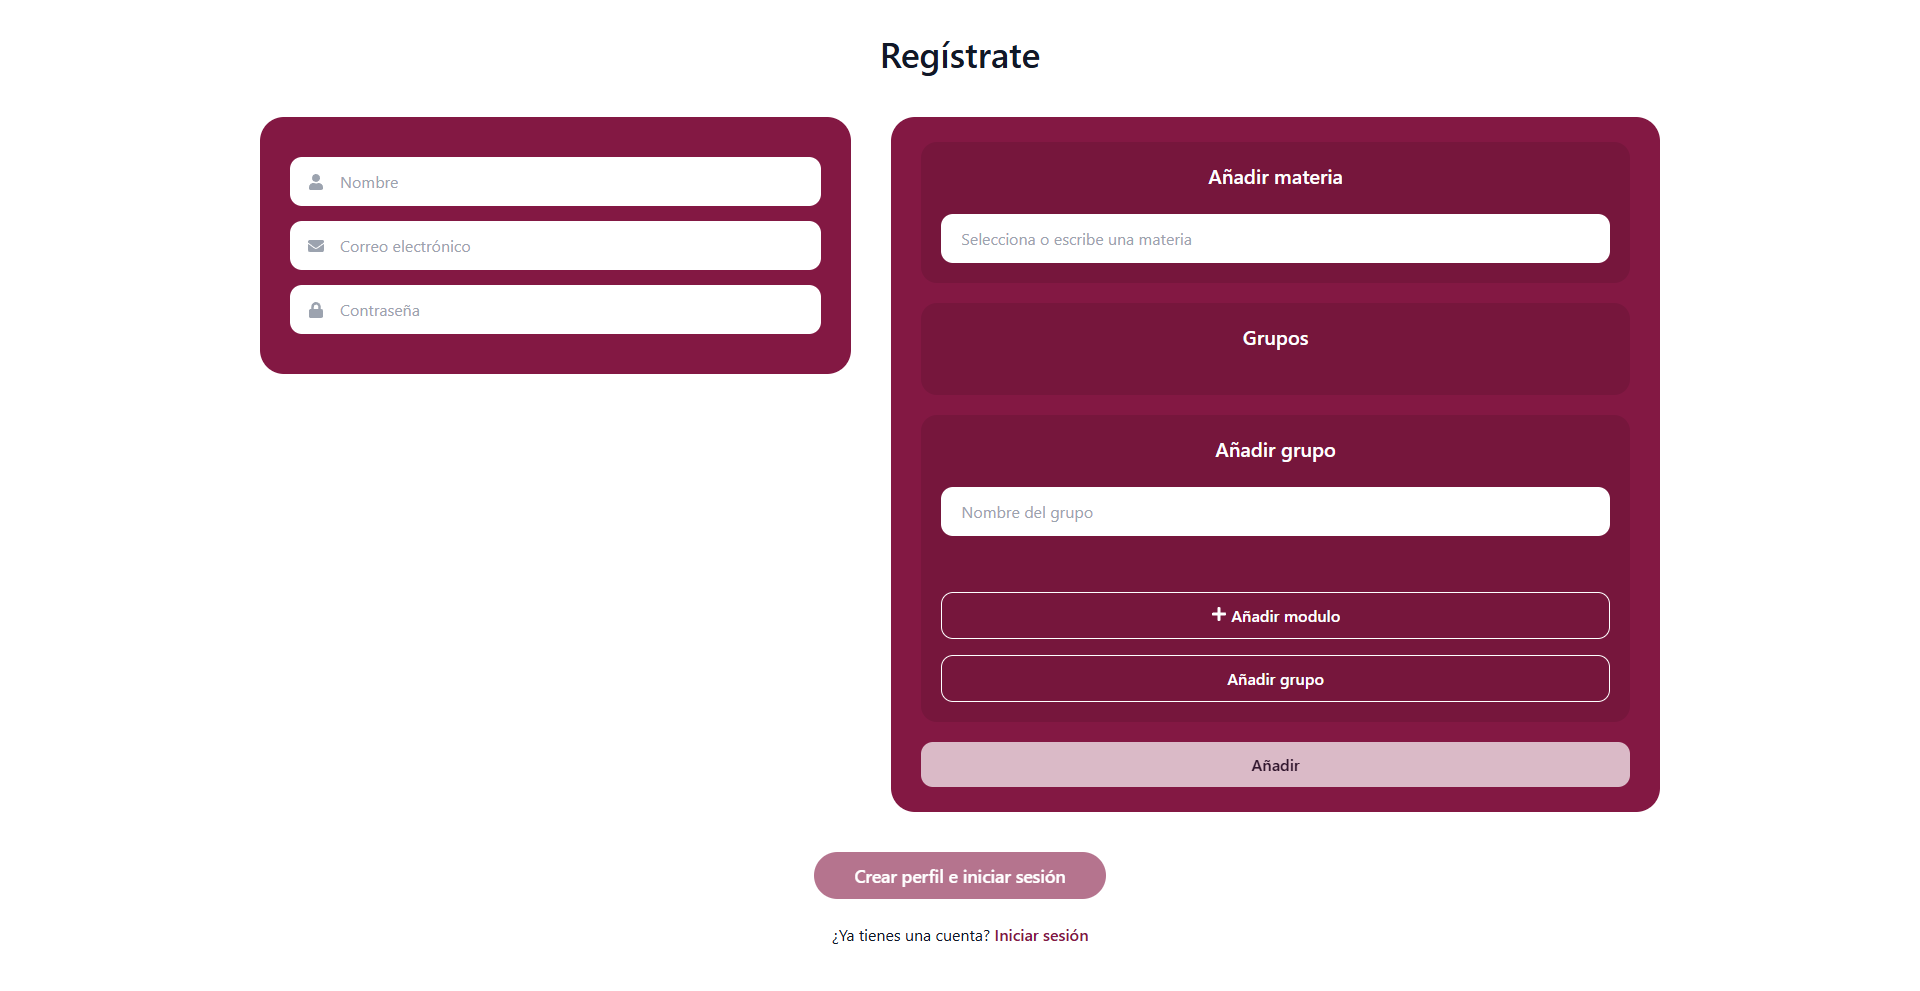 Regístrate
Nombre
Correo electrónico
Contraseña
Añadir materia
Selecciona o escribe una materia
Grupos
Añadir grupo
Nombre del grupo
Añadir modulo
Añadir grupo
Añadir
Crear perfil e iniciar sesión
¿Ya tienes una cuenta? Iniciar sesión